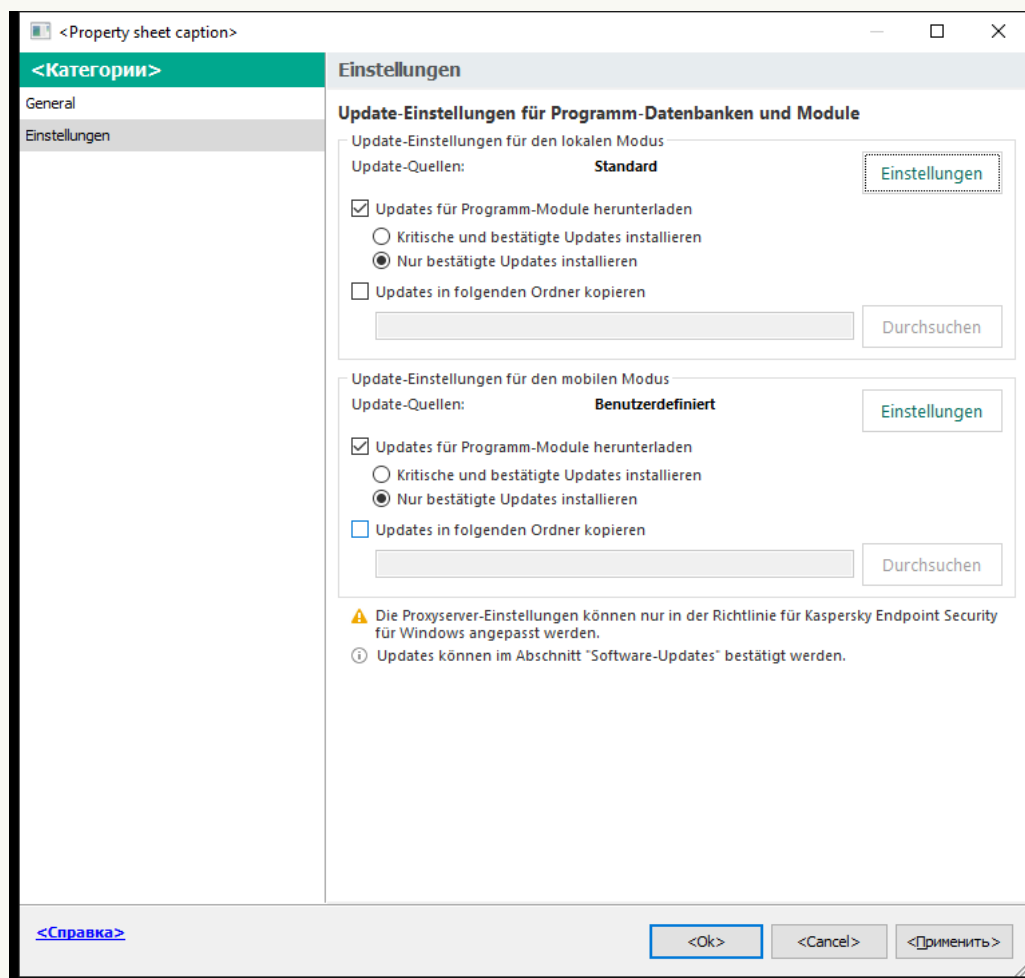 <Property sheet caption>
<Категории>
General
Einstellungen
Einstellungen
Update-Einstellungen für Programm-Datenbanken und Module
Update-Einstellungen für den lokalen Modus
Update-Quellen: Standard Einstellungen
Updates für Programm-Module herunterladen
Kritische und bestätigte Updates installieren
Nur bestätigte Updates installieren
Updates in folgenden Ordner kopieren
Durchsuchen
Update-Einstellungen für den mobilen Modus
Update-Quellen: Benutzerdefiniert Einstellungen
Updates für Programm-Module herunterladen
Kritische und bestätigte Updates installieren
Nur bestätigte Updates installieren
Updates in folgenden Ordner kopieren
Durchsuchen
Die Proxyserver-Einstellungen können nur in der Richtlinie für Kaspersky Endpoint Security
für Windows angepasst werden.
Updates können im Abschnitt "Software-Updates" bestätigt werden.
<Справка> <Ok> <Cancel> <Применить>